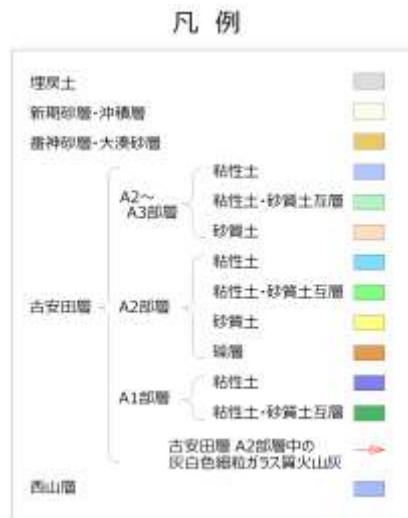 凡 例
埋戻土
新期砂層・沖積層
番神砂層・大湊砂層
古安田層
A2～
A3部層
粘性土
粘性土・砂質土互層
砂質土
A2部層
粘性土
粘性土・砂質土互層
砂質土
礫層
A1部層
粘性土
粘性土・砂質土互層
古安田層 A2部層中の
灰白色細粒ガラス質火山灰
西山層